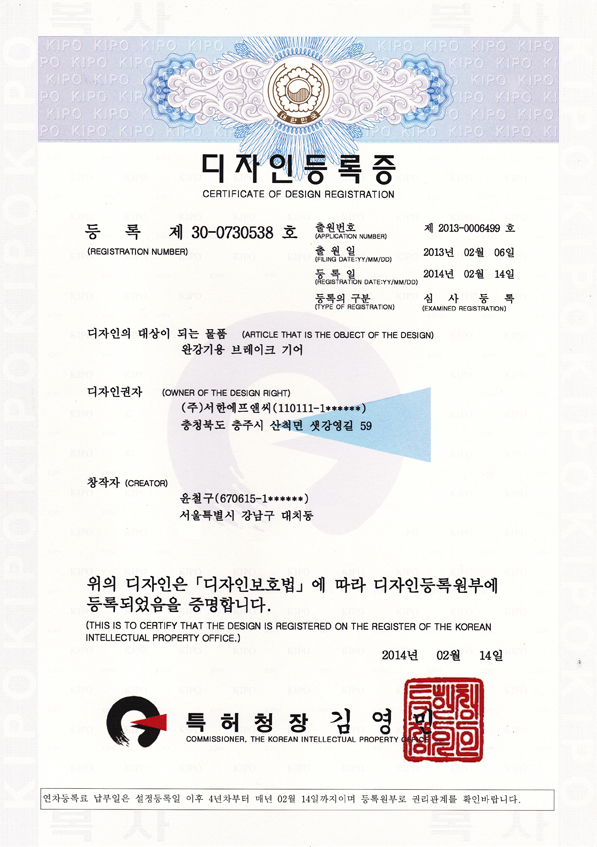 복사
복사
KIPO KIPO KIPO KIPO KIPO KIPO
대한민국
디자인등록증
CERTIFICATE OF DESIGN REGISTRATION
등 록 제 30-0730538 호
(REGISTRATION NUMBER)
출원번호 제 2013-0006499 호
(APPLICATION NUMBER)
출 원 일 2013년 02월 06일
(FILING DATE:YY/MM/DD)
등 록 일 2014년 02월 14일
(REGISTRATION DATE:YY/MM/DD)
등록의 구분 심 사 등 록
(TYPE OF REGISTRATION) (EXAMINED REGISTRATION)
디자인의 대상이 되는 물품 (ARTICLE THAT IS THE OBJECT OF THE DESIGN)
완강기용 브레이크 기어
디자인권자 (OWNER OF THE DESIGN RIGHT)
(주)서한에프앤씨(110111-1******)
충청북도 충주시 산척면 샛강영길 59
창작자 (CREATOR)
윤철구(670615-1******)
서울특별시 강남구 대치동
위의 디자인은 「디자인보호법」에 따라 디자인등록원부에
등록되었음을 증명합니다.
(THIS IS TO CERTIFY THAT THE DESIGN IS REGISTERED ON THE REGISTER OF THE KOREAN
INTELLECTUAL PROPERTY OFFICE.)
2014년 02월 14일
특허청장 김영민
COMMISSIONER, THE KOREAN INTELLECTUAL PROPERTY OFFICE
연차등록료 납부일은 설정등록일 이후 4년차부터 매년 02월 14일까지이며 등록원부로 권리관계를 확인바랍니다.
복사
복사